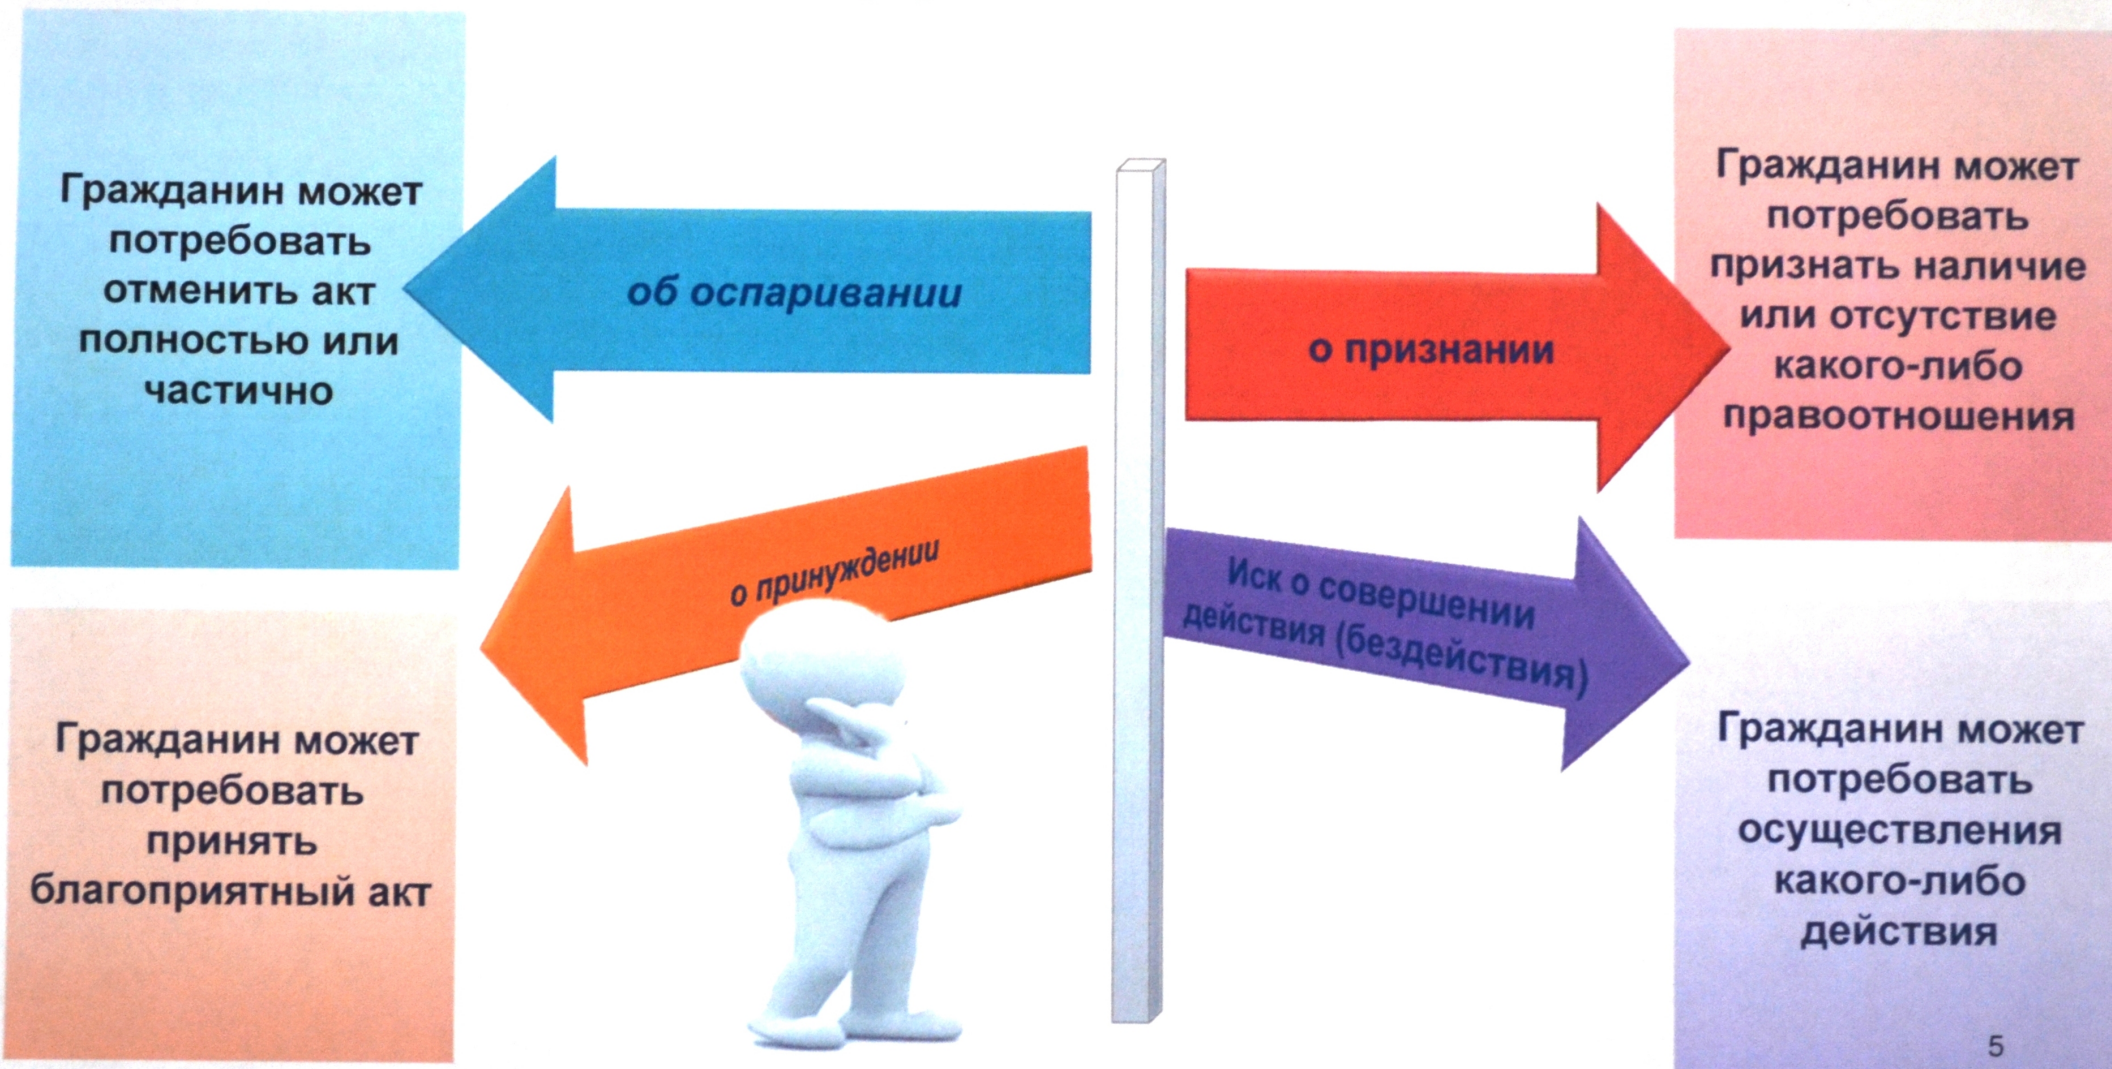 Гражданин может
потребовать
отменить акт
полностью или
частично
об оспаривании
о признании
Гражданин может
потребовать
признать наличие
или отсутствие
какого-либо
правоотношения
о принуждении
Иск о совершении
действия (бездействия)
Гражданин может
потребовать
принять
благоприятный акт
Гражданин может
потребовать
осуществления
какого-либо
действия
5